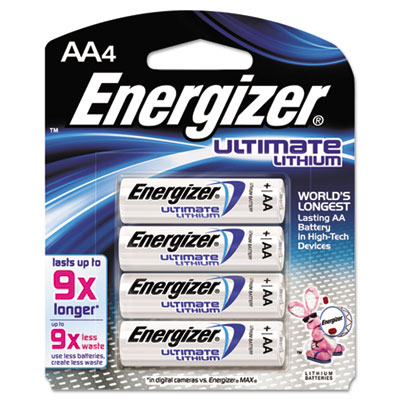 AA4
Energizer®
™
ULTIMATE
LITHIUM
WORLD'S
LONGEST
Lasting AA
Battery
in High-Tech
Devices
lasts up to
9X
longer*
up to
9X less
waste
use less batteries,
create less waste
Energizer
ULTIMATE
LITHIUM
+ AA
Energizer
ULTIMATE
LITHIUM
+ AA
Energizer
ULTIMATE
LITHIUM
+ AA
Energizer
ULTIMATE
LITHIUM
+ AA
Energizer
*in digital cameras vs. Energizer® MAX®
LITHIUM
BATTERIES